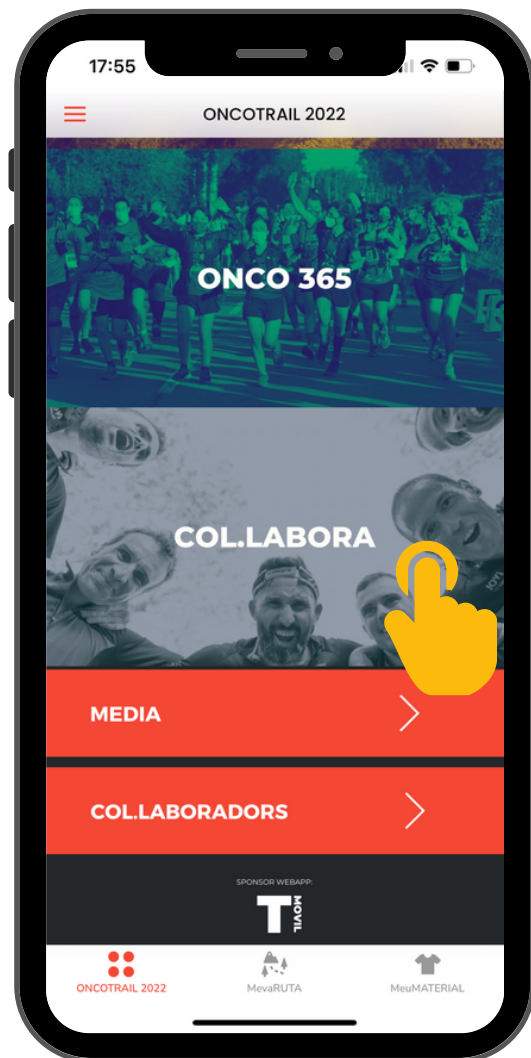 17:55
ONCOTRAIL 2022
ONCO 365
COL.LABORA
MEDIA
COL.LABORADORS
SPONSOR WEBAPP:
T MOVIL
ONCOTRAIL 2022
MevaRUTA
MeuMATERIAL